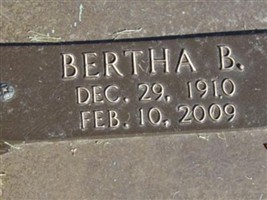 BERTHA B.
DEC. 29, 1910
FEB. 10, 2009